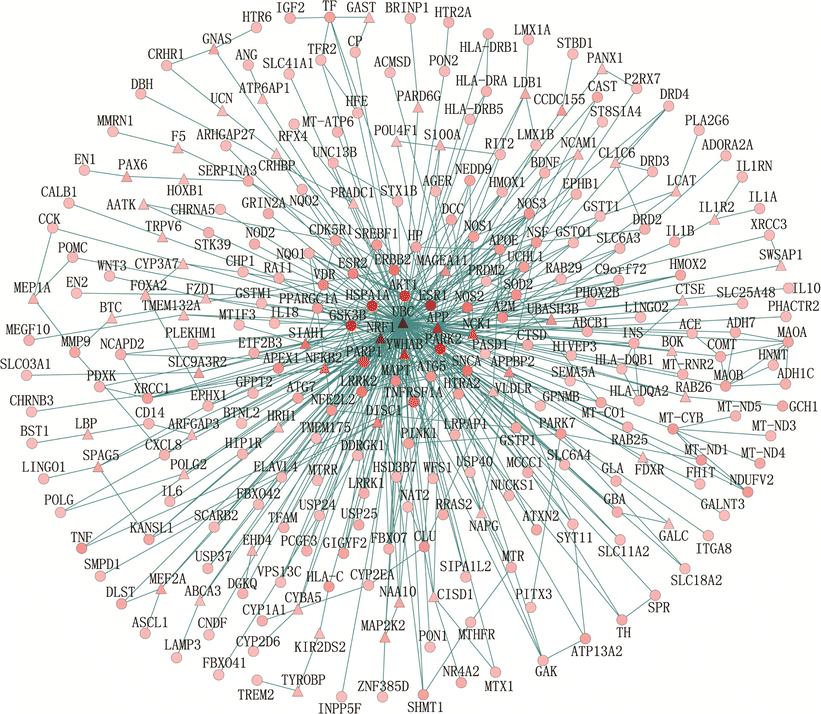 IGF2 TF GAST BRINP1 HTR2A
HTR6
GNAS HLA-DRB1 LMX1A
CRHR1 ANG TFR2 CP STBD1
SLC41A1 ACMSD PON2 PANX1
DBH ATP6AP1 HLA-DRA LDB1 CAST P2RX7
UCN HFE PARD6G CCDC155 DRD4
MMRN1 MT-ATP6 HLA-DRB5 ST8SIA4
F5 ARHGAP27 RFX4 POU4F1 S100A RIT2 LMX1B NCAM1 PLA2G6
EN1 PAX6 SERPINA3 CRHBP UNC13B NEDD9 BDNF CLIC6 DRD3 ADORA2A
HOXB1 PRADC1 STX1B AGER HMOX1 EPHB1 LCAT IL1RN
CALB1 AATK CHRNA5 GRIN2A NQO2 DCC NOS3 GSTT1 IL1R2 IL1A
CCK TRPV6 STK39 NOD2 CDK5R1 SREBF1 HP NOS1 NSF GSTO1 DRD2 IL1B XRCC3
POMC CYP3A7 CHP1 NQO1 ESR2 ERBB2 MAGEA11 APOE UCHL1 SLC6A3 SWSAP1
WNT3 RAI1 VDR PRDM2 RAB29 C9orf72 HMOX2
MEP1A EN2 FOXA2 FZD1 GSTM1 PPARGC1A HSPA1A AKT1 ESR1 NOS2 SOD2 A2M PHOX2B CTSE SLC25A48 IL10
BTC TMEM132A MTIF3 IL18 GSK3B UBC APP UBASH3B LINGO2 PHACTR2
MEGF10 PLEKHM1 SIAH1 NRF1 NCK1 CTSD ABCB1 INS ACE ADH7 MAOA
MMP9 NCAPD2 EIF2B3 YWHAB PARK2 FASD1 HIVEP3 BOK COMT
SLCO3A1 SLC9A3R2 APEX1 NFKB2 PARP1 SNCA APPBP2 HLA-DQB1 MT-RNR2 HNMT
PDXK XRCC1 GFPT2 LRRK2 MAPT ATG5 HTRA2 VLDLR SEMA5A RAB26 MAOB ADH1C
CHRNB3 EPHX1 ATG7 NFE2L2 TNFRSF1A GPNMB HLA-DQA2 GCH1
CD14 BTNL2 HRH1 DISC1 MT-CO1 MT-CYB MT-ND5
LBP ARFGAP3 TMEM175 LRPAP1 PARK7 MT-ND3
BST1 CXCL8 HIP1R DDRGK1 PINK1 GSTP1 RAB25 MT-ND1
SPAG5 POLG2 ELAVL4 MTRR HSD3B7 WFS1 USP40 MCCC1 SLC6A4 FDXR MT-ND4
LINGO1 IL6 FBXO42 LRRK1 NUCKS1 GLA FHIT NDUFV2
POLG KANSL1 SCARB2 TFAM USP24 NAT2 RRAS2 ATXN2 GBA GALNT3
TNF EHD4 PCGF3 USP25 NAPG SYT11 GALC ITGA8
USP37 GIGYF2 FBXO7 CLU MTR SLC11A2
SMPD1 MEF2A DGKQ VPS13C HLA-C CYP2EA SIPA1L2 SLC18A2
DLST ABCA3 CYP1A1 CYBA5 NAA10 CISD1 PITX3 SPR
ASCL1 CNDF MAP2K2 MTHFR TH
LAMP3 CYP2D6 KIR2DS2 PON1 ATP13A2
FBXO41 NR4A2 MTX1 GAK
TREM2 TYROBP INPP5F ZNF385D SHMT1